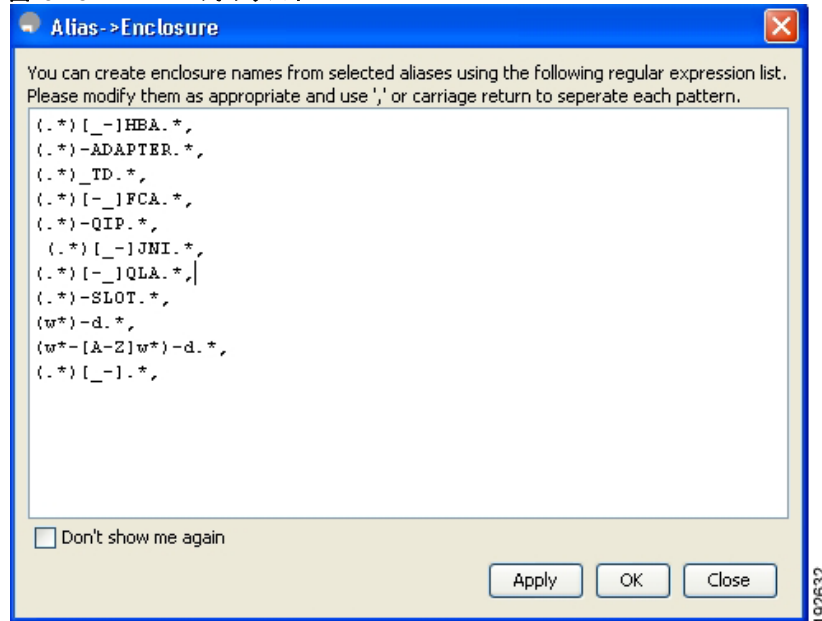 Alias->Enclosure
You can create enclosure names from selected aliases using the following regular expression list.
Please modify them as appropriate and use ',' or carriage return to seperate each pattern.
(.*)[_-]HBA.*,
(.*)-ADAPTER.*,
(.*)_TD.*,
(.*)[-_]FCA.*,
(.*)-QIP.*,
(.*)[_-]JNI.*,
(.*)[-_]QLA.*,
(.*)-SLOT.*,
(w*)-d.*,
(w*-[A-Z]w*)-d.*,
(.*)[_-].*,
Don't show me again
Apply OK Close
192632